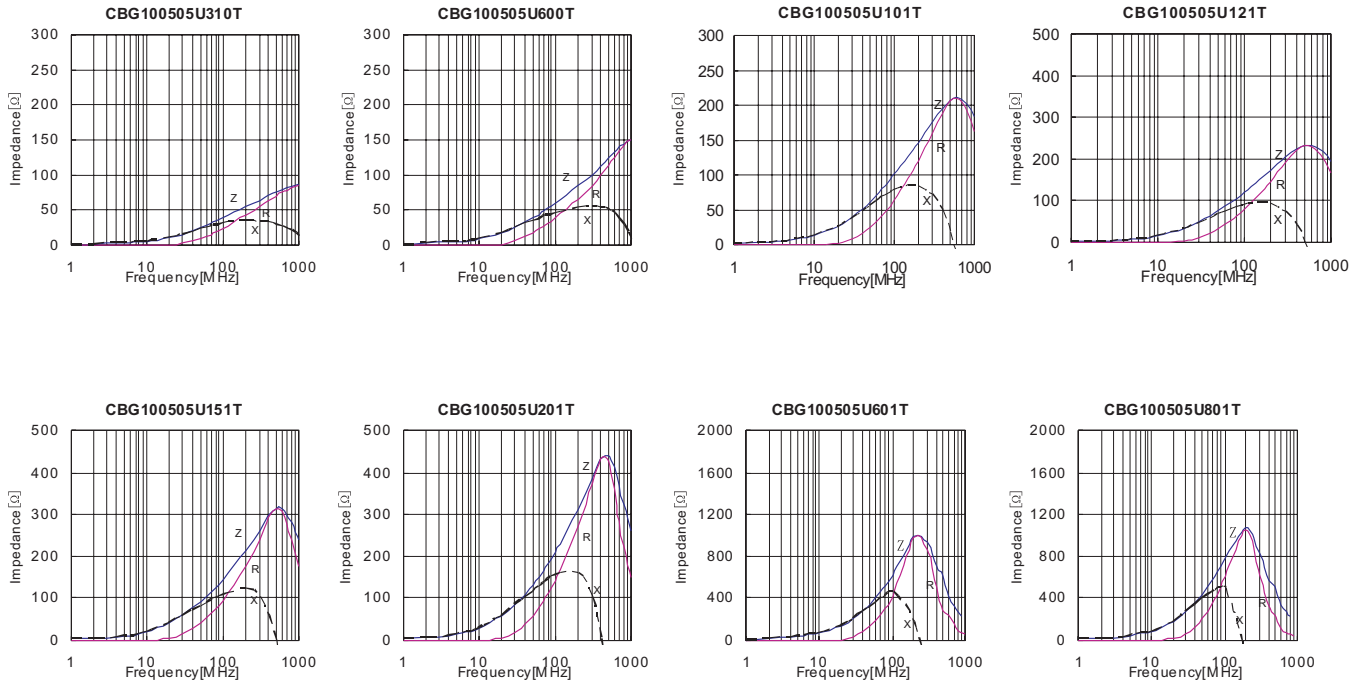 CBG100505U310T
300
250
200
150
100
50
0
Impedance[Ω]
Z
R
X
1
10
100
1000
Frequency[MHz]
CBG100505U600T
300
250
200
150
100
50
0
Impedance[Ω]
Z
R
X
1
10
100
1000
Frequency[MHz]
CBG100505U101T
300
250
200
150
100
50
0
Impedance[Ω]
Z
R
X
1
10
100
1000
Frequency[MHz]
CBG100505U121T
500
400
300
200
100
0
Impedance[Ω]
Z
R
X
1
10
100
1000
Frequency[MHz]
CBG100505U151T
500
400
300
200
100
0
Impedance[Ω]
Z
R
X
1
10
100
1000
Frequency[MHz]
CBG100505U201T
500
400
300
200
100
0
Impedance[Ω]
Z
R
X
1
10
100
1000
Frequency[MHz]
CBG100505U601T
2000
1600
1200
800
400
0
Impedance[Ω]
Z
R
X
1
10
100
1000
Frequency[MHz]
CBG100505U801T
2000
1600
1200
800
400
0
Impedance[Ω]
Z
R
X
1
10
100
1000
Frequency[MHz]